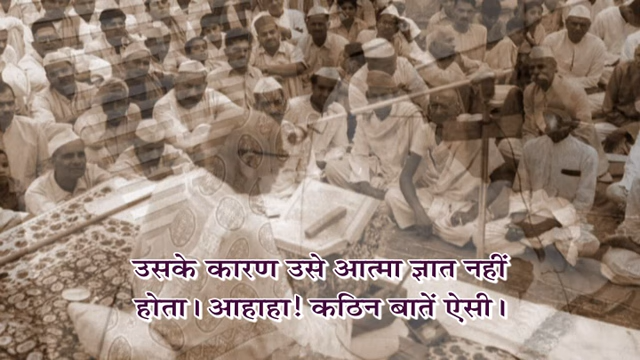 उसके कारण उसे आत्मा ज्ञात नहीं
होता। आहाहा! कठिन बातें ऐसी।